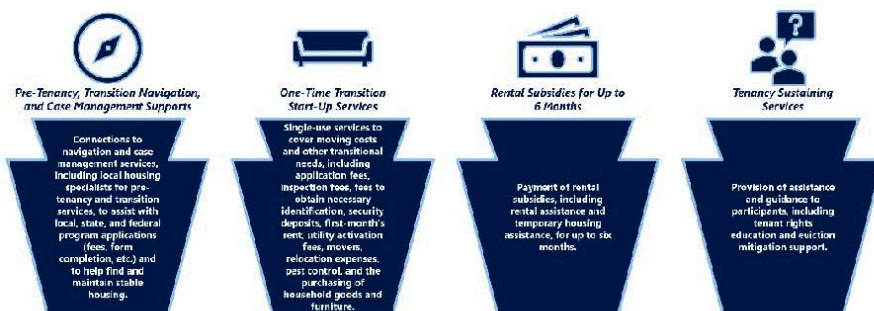 Pre-Tenancy, Transition Navigation,
and Case Management Supports
Connections to
navigation and case
management services,
including local housing
specialists for pre-
tenancy and transition
services, to assist with
local, state, and federal
program applications
(fees, form
completion, etc.) and
to help find and
maintain stable
housing.
One-Time Transition
Start-Up Services
Single-use services to
cover moving costs
and other transitional
needs, including
application fees,
inspection fees, fees to
obtain necessary
identification, security
deposits, first-month's
rent, utility activation
fees, movers,
relocation expenses,
pest control, and the
purchasing of
household goods and
furniture.
Rental Subsidies for Up to
6 Months
Payment of rental
subsidies, including
rental assistance and
temporary housing
assistance, for up to six
months.
?
Tenancy Sustaining
Services
Provision of assistance
and guidance to
participants, including
tenant rights
education and eviction
mitigation support.